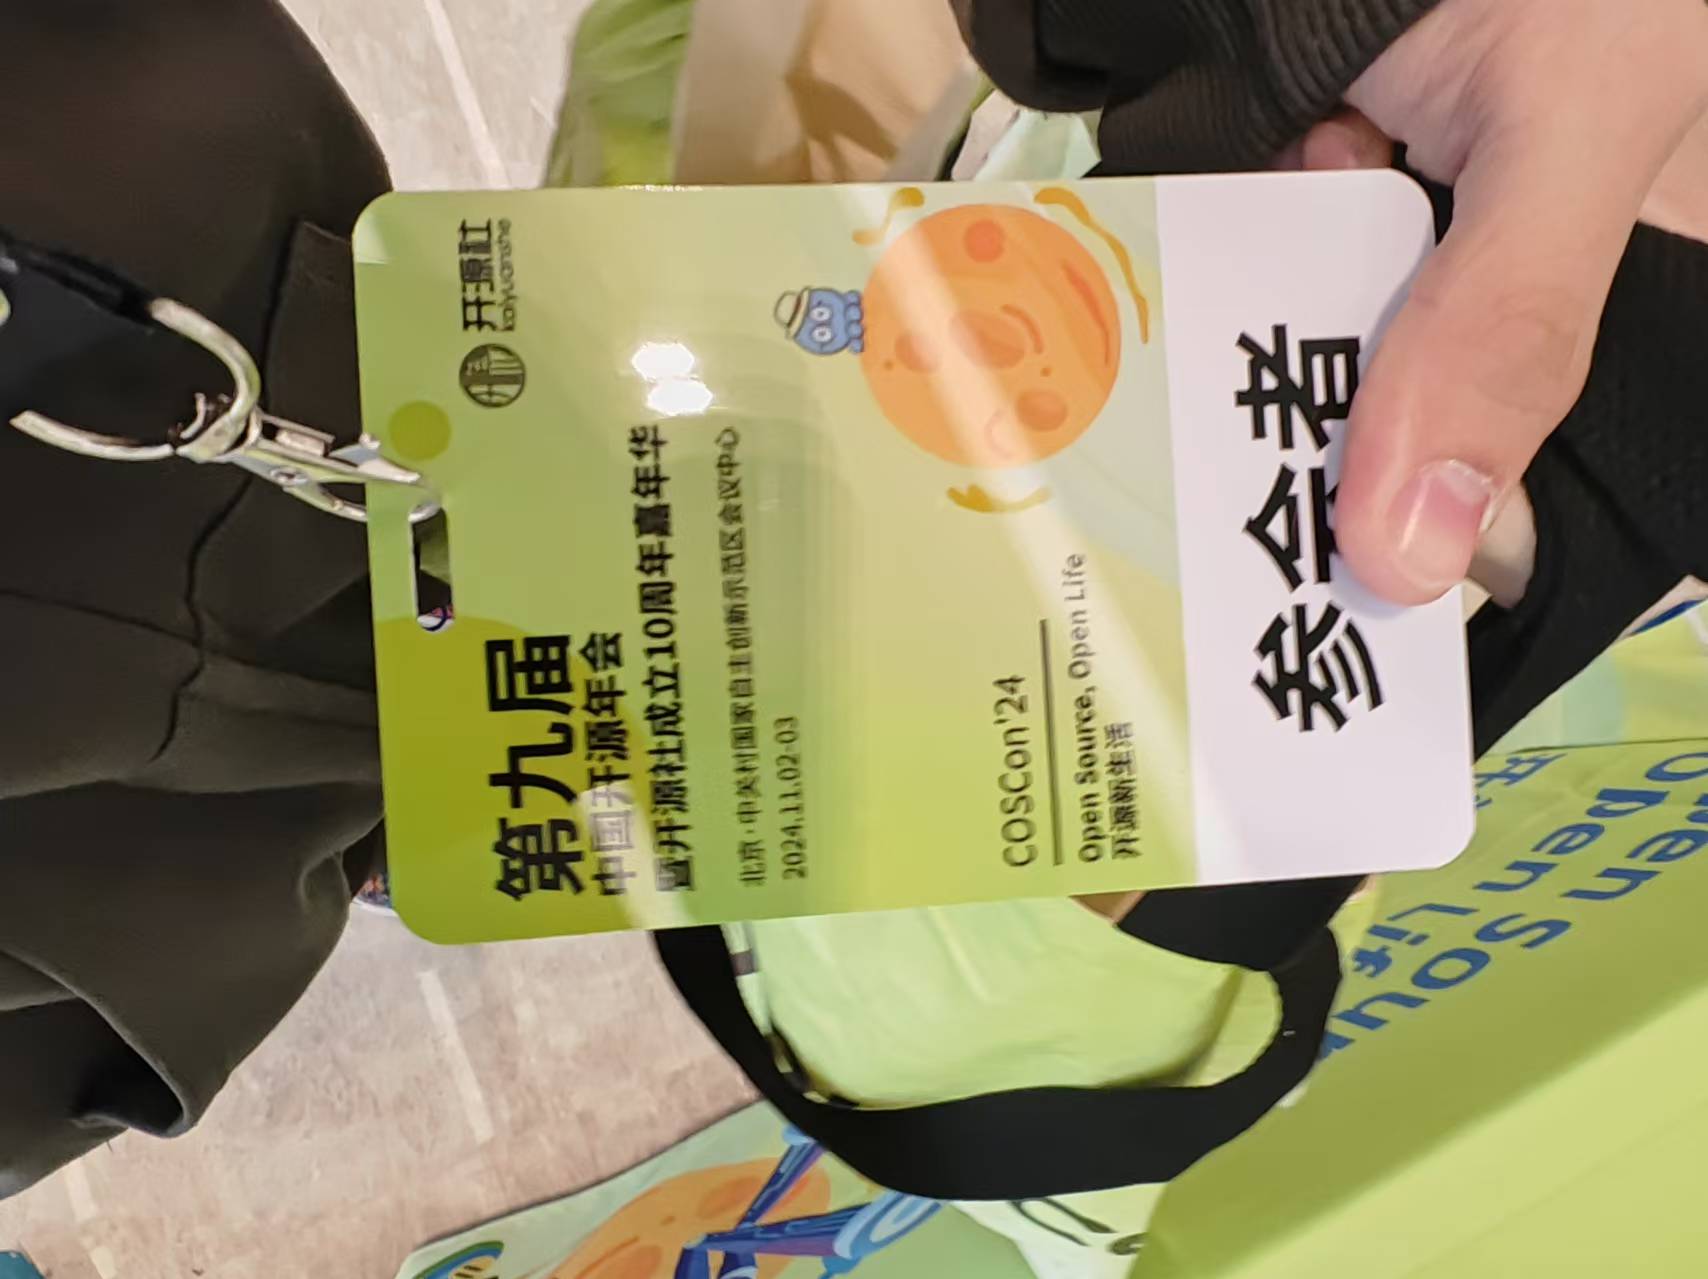 开源社
kaiyuanshe
第九届
中国开源年会
暨开源社成立10周年嘉年华
北京·中关村国家自主创新示范区会议中心
2024.11.02-03
COSCon'24
Open Source, Open Life
开源新生活
参会者
Open Sour
Open Lif
开